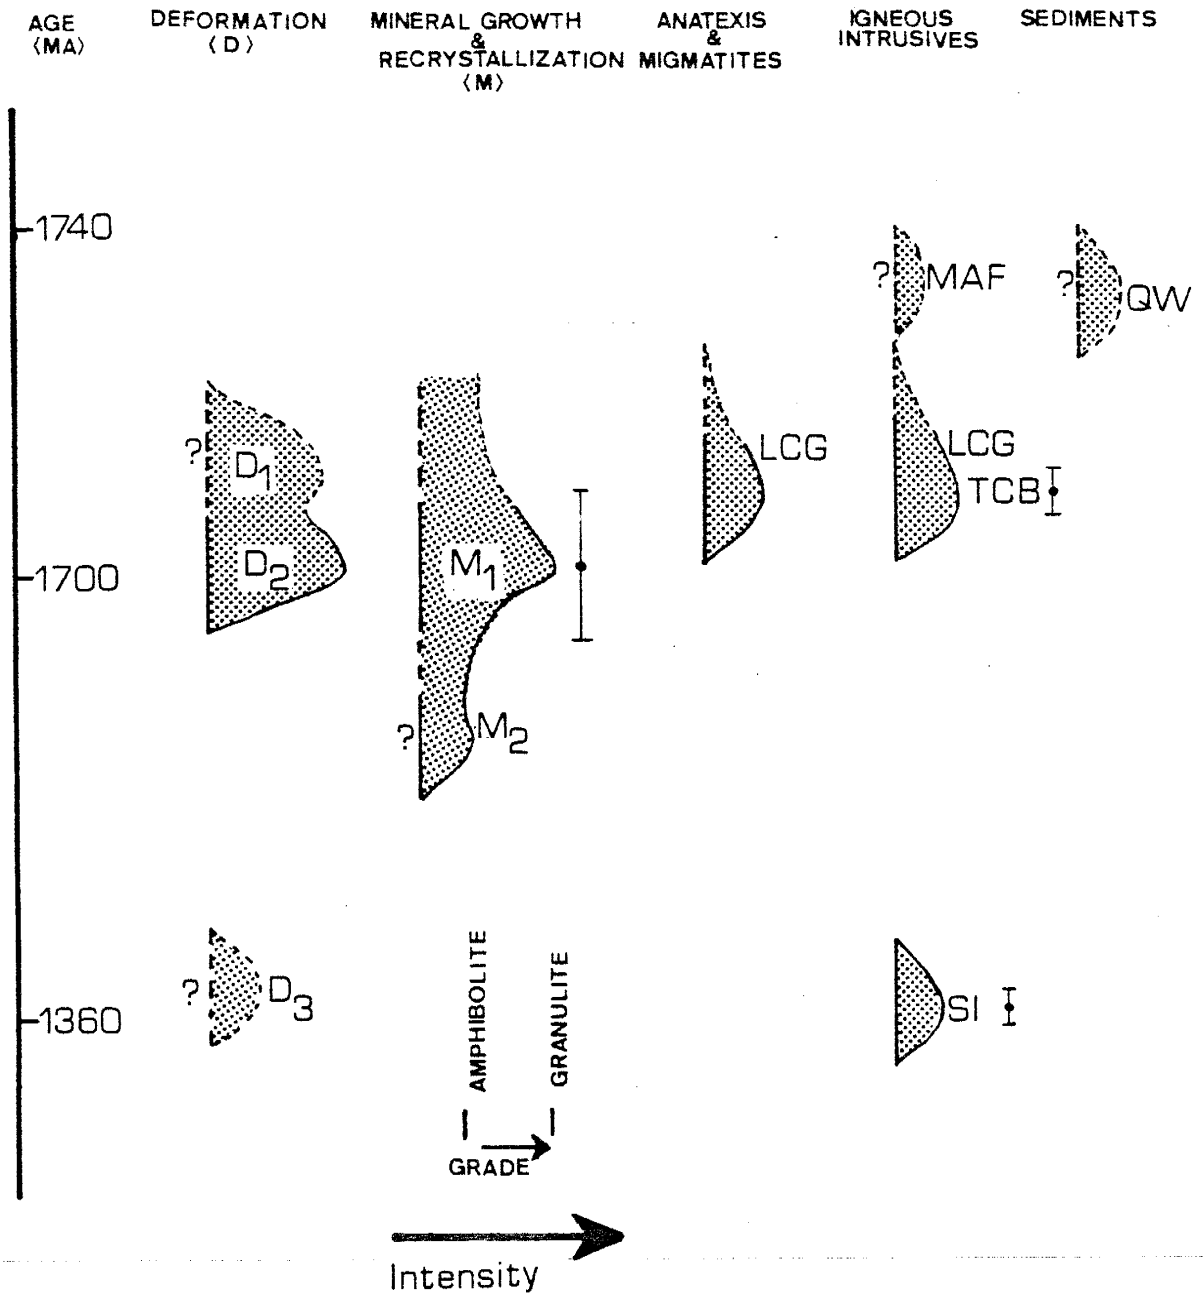 AGE
⟨MA⟩
DEFORMATION
⟨D⟩
MINERAL GROWTH
&
RECRYSTALLIZATION
⟨M⟩
ANATEXIS
&
MIGMATITES
IGNEOUS
INTRUSIVES
SEDIMENTS
1740
? MAF
? QW
? D1
LCG
LCG
TCB
D2
M1
1700
? M2
? D3
1360
SI
AMPHIBOLITE
GRANULITE
GRADE
Intensity